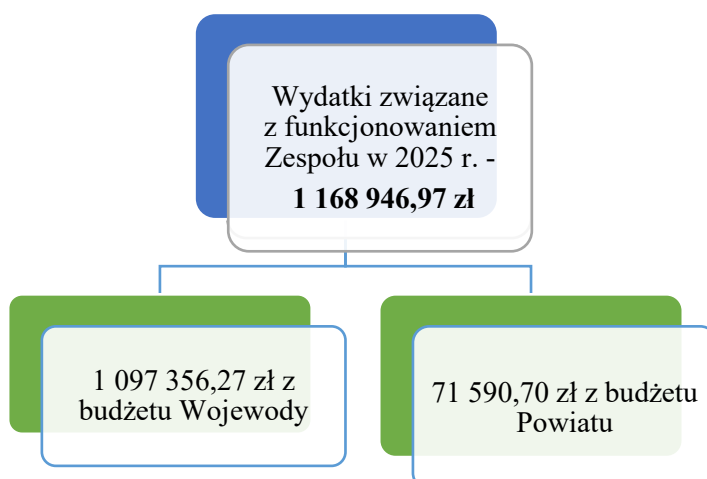 Wydatki związane
z funkcjonowaniem
Zespołu w 2025 r. -
1 168 946,97 zł
1 097 356,27 zł z
budżetu Wojewody
71 590,70 zł z budżetu
Powiatu